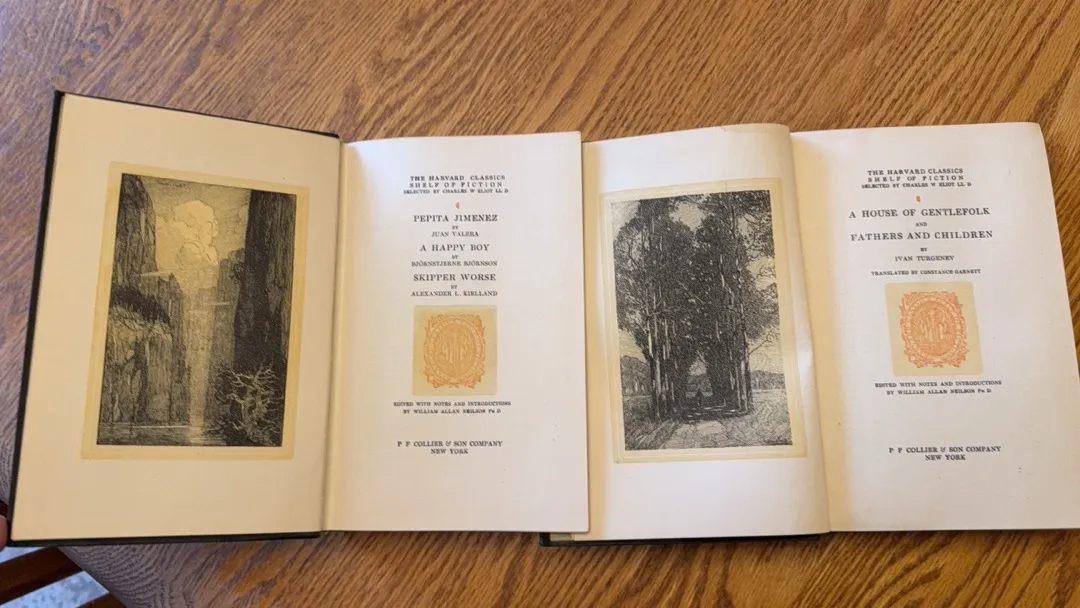 THE HARVARD CLASSICS
SHELF OF FICTION
SELECTED BY CHARLES W ELIOT LL D
PEPITA JIMENEZ
BY
JUAN VALERA
A HAPPY BOY
BY
BJÖRNSTJERNE BJÖRNSON
SKIPPER WORSE
BY
ALEXANDER L. KIELLAND
EDITED WITH NOTES AND INTRODUCTIONS
BY WILLIAM ALLAN NEILSON PH D
P F COLLIER & SON COMPANY
NEW YORK
THE HARVARD CLASSICS
SHELF OF FICTION
SELECTED BY CHARLES W ELIOT LL D
A HOUSE OF GENTLEFOLK
AND
FATHERS AND CHILDREN
BY
IVAN TURGENEV
TRANSLATED BY CONSTANCE GARNETT
EDITED WITH NOTES AND INTRODUCTIONS
BY WILLIAM ALLAN NEILSON PH D
P F COLLIER & SON COMPANY
NEW YORK